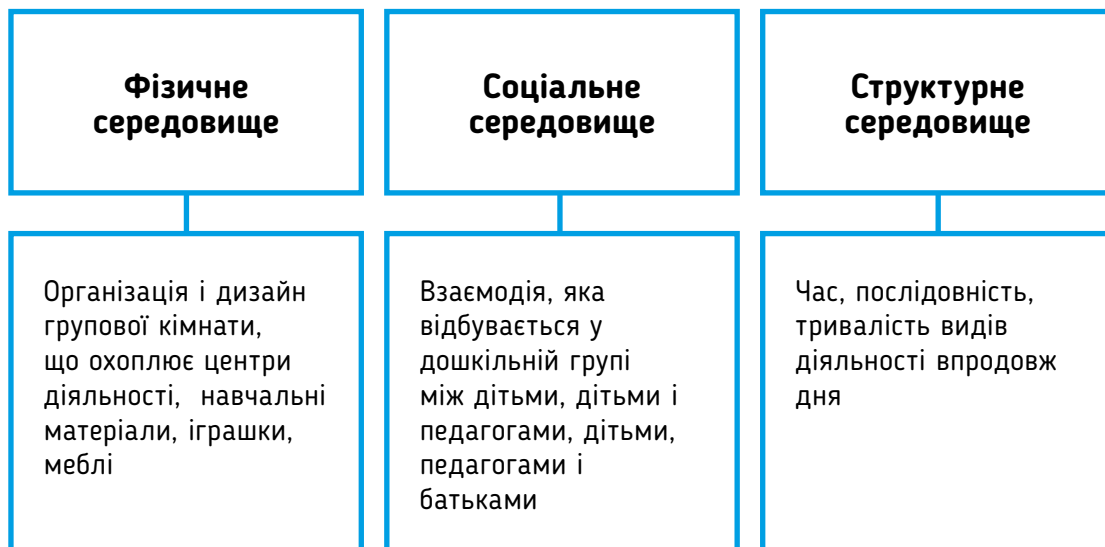 Фізичне
середовище
Організація і дизайн
групової кімнати,
що охоплює центри
діяльності, навчальні
матеріали, іграшки,
меблі
Соціальне
середовище
Взаємодія, яка
відбувається у
дошкільній групі
між дітьми, дітьми і
педагогами, дітьми,
педагогами і
батьками
Структурне
середовище
Час, послідовність,
тривалість видів
діяльності впродовж
дня